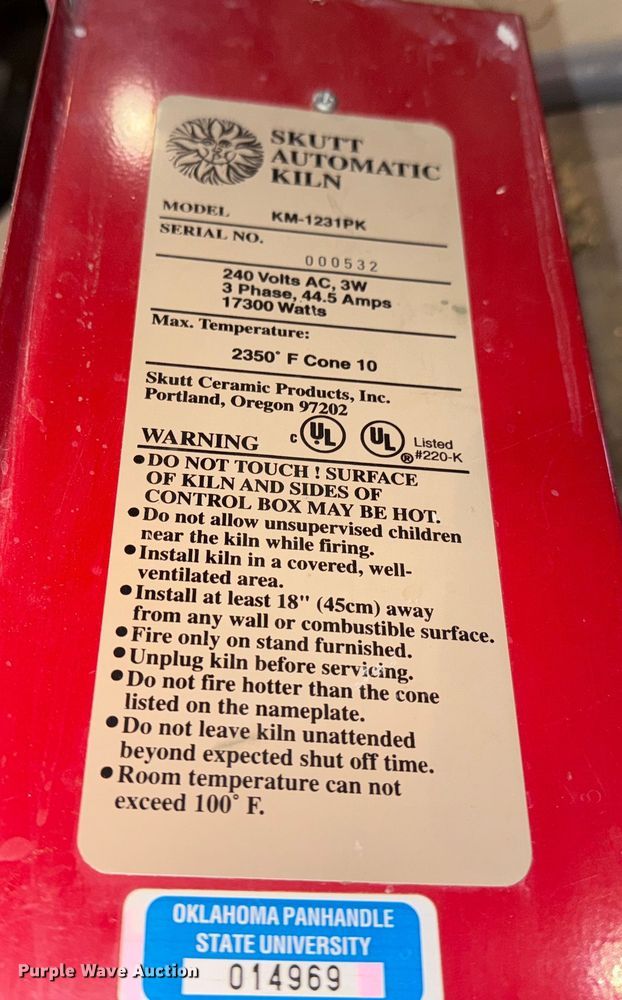 SKUTT
AUTOMATIC
KILN
MODEL KM-1231PK
SERIAL NO.
000532
240 Volts AC, 3W
3 Phase, 44.5 Amps
17300 Watts
Max. Temperature:
2350° F Cone 10
Skutt Ceramic Products, Inc.
Portland, Oregon 97202
WARNING c UL UL ® Listed
#220-K
•DO NOT TOUCH ! SURFACE
OF KILN AND SIDES OF
CONTROL BOX MAY BE HOT.
•Do not allow unsupervised children
near the kiln while firing.
•Install kiln in a covered, well-
ventilated area.
•Install at least 18" (45cm) away
from any wall or combustible surface.
•Fire only on stand furnished.
•Unplug kiln before servicing.
•Do not fire hotter than the cone
listed on the nameplate.
•Do not leave kiln unattended
beyond expected shut off time.
•Room temperature can not
exceed 100° F.
OKLAHOMA PANHANDLE
STATE UNIVERSITY
014969
Purple Wave Auction